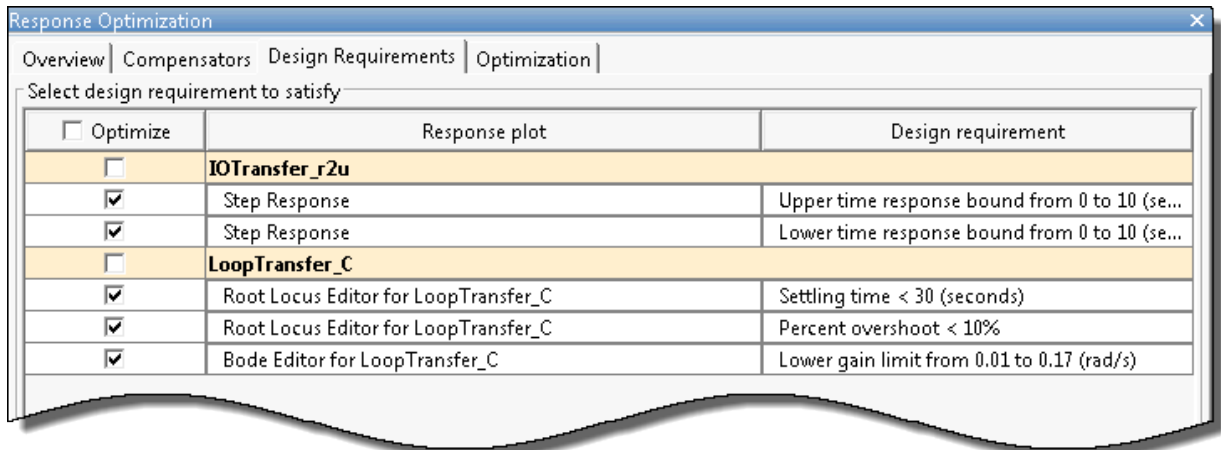 Response Optimization
Overview Compensators Design Requirements Optimization
Select design requirement to satisfy
Optimize Response plot Design requirement
IOTransfer_r2u
Step Response Upper time response bound from 0 to 10 (se...
Step Response Lower time response bound from 0 to 10 (se...
LoopTransfer_C
Root Locus Editor for LoopTransfer_C Settling time < 30 (seconds)
Root Locus Editor for LoopTransfer_C Percent overshoot < 10%
Bode Editor for LoopTransfer_C Lower gain limit from 0.01 to 0.17 (rad/s)